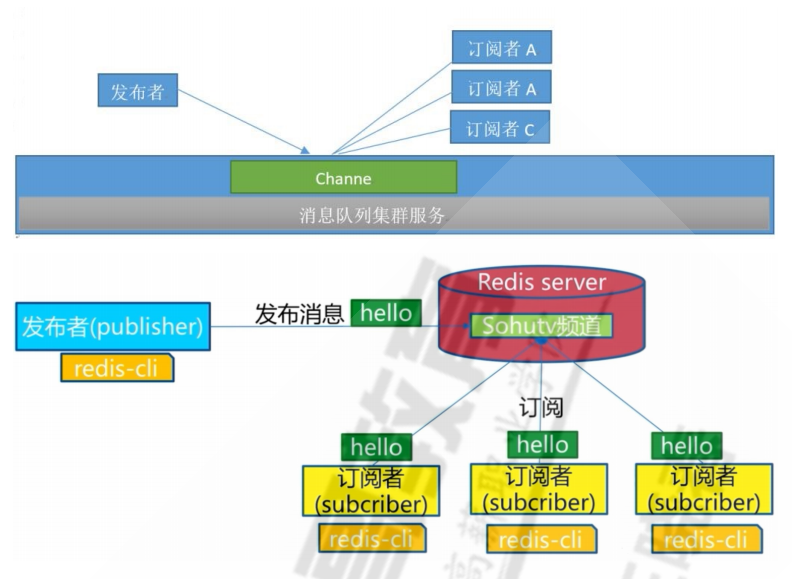 订阅者 A
发布者
订阅者 A
订阅者 C
Channe
消息队列集群服务
Redis server
发布者(publisher)
发布消息
hello
Sohutv频道
redis-cli
订阅
hello
hello
hello
订阅者
(subcriber)
订阅者
(subcriber)
订阅者
(subcriber)
redis-cli
redis-cli
redis-cli